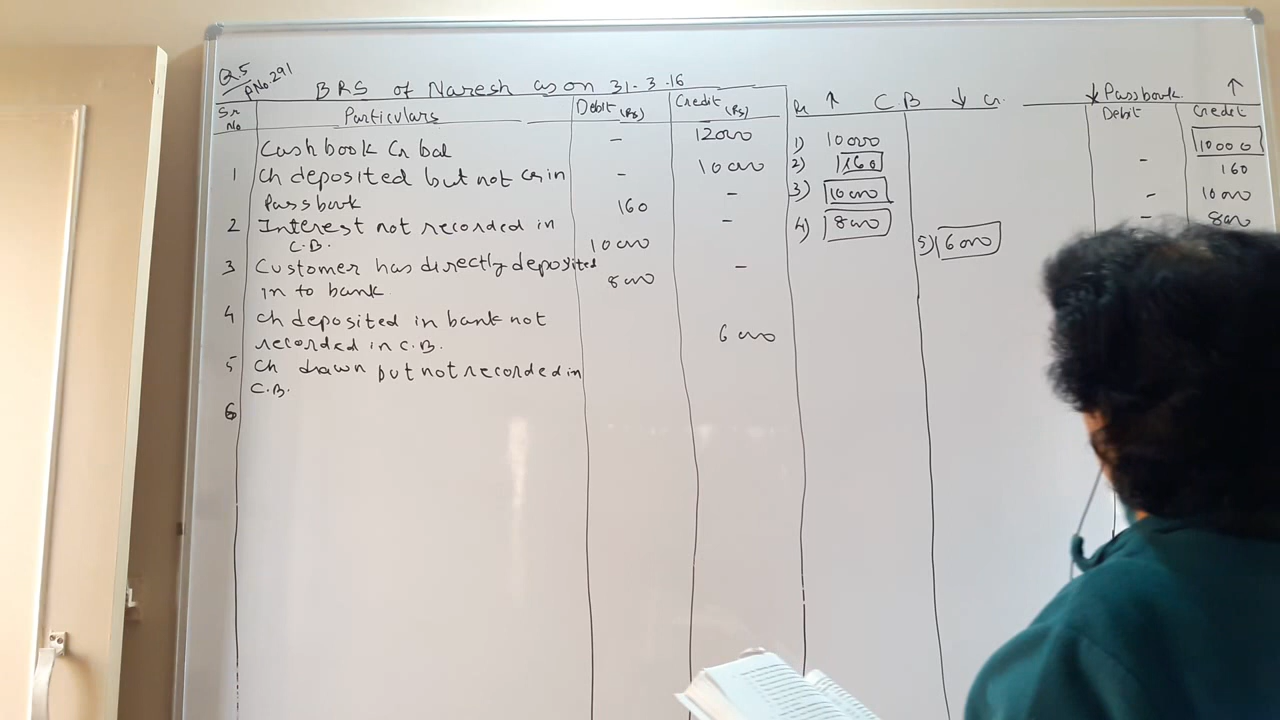 Q.5
PNo.291
BRS of Naresh as on 31.3.16
Sr No
Particulars
Debit (Rs)
Credit (Rs)
Cash book Cr bal - 12000
1 Ch deposited but not Cr in - 10000
Passbook
160 -
2 Interest not recorded in -
C.B. 10000
3 Customer has directly deposited -
in to bank 8000
4 Ch deposited in bank not
recorded in C.B. 6000
5 Ch drawn but not recorded in
C.B.
6
↑ C.B ↓ Cr.
1) 10000
2) 160
3) 10000
4) 8000
5) 6000
↓ Passbook ↑
Debit Credit
10000
- 160
- 10000
- 8000